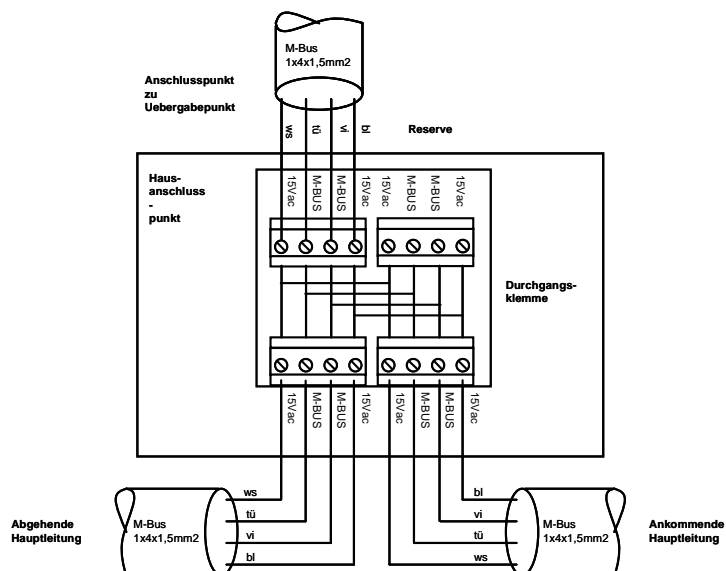 M-Bus
1x4x1,5mm2
Anschlusspunkt
zu
Uebergabepunkt
ws
tü
vi
bl
Reserve
Haus-
anschluss
-
punkt
15Vac
M-BUS
M-BUS
15Vac
15Vac
M-BUS
M-BUS
15Vac
Durchgangs-
klemme
15Vac
M-BUS
M-BUS
15Vac
15Vac
M-BUS
M-BUS
15Vac
Abgehende
Hauptleitung
M-Bus
1x4x1,5mm2
ws
tü
vi
bl
bl
vi
tü
ws
M-Bus
1x4x1,5mm2
Ankommende
Hauptleitung